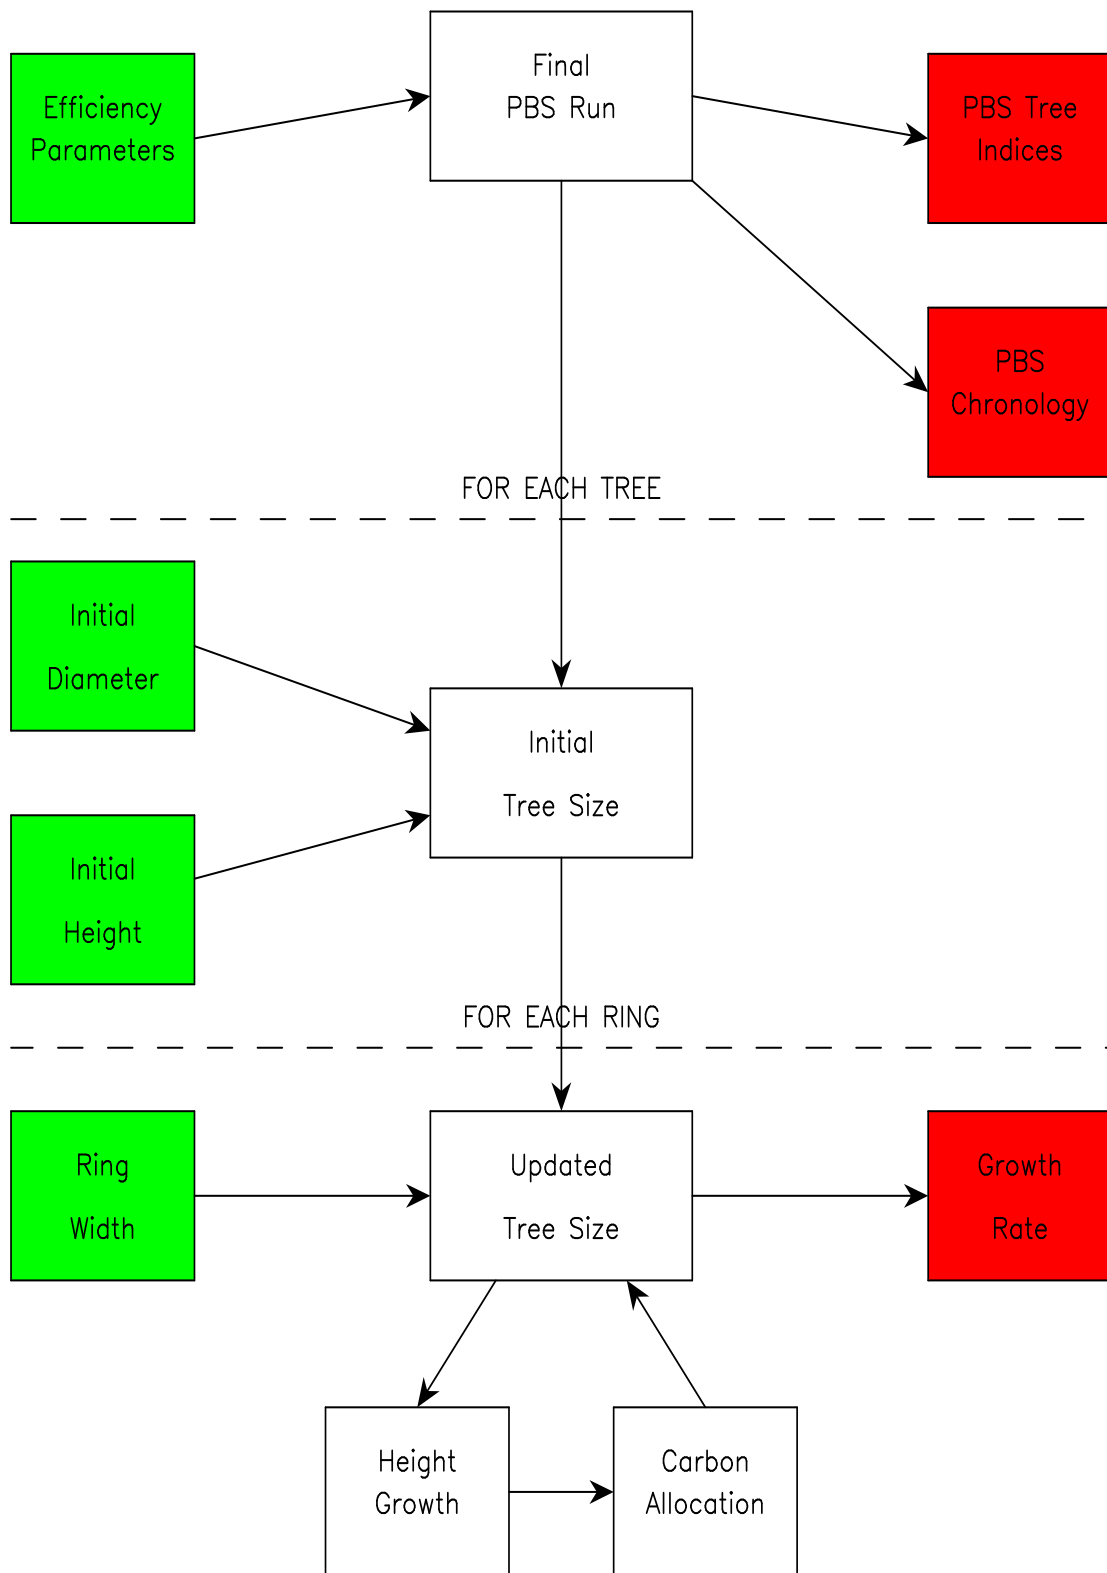 Final
PBS Run
Efficiency
Parameters
PBS Tree
Indices
PBS
Chronology
FOR EACH TREE
Initial
Diameter
Initial
Tree Size
Initial
Height
FOR EACH RING
Ring
Width
Updated
Tree Size
Growth
Rate
Height
Growth
Carbon
Allocation